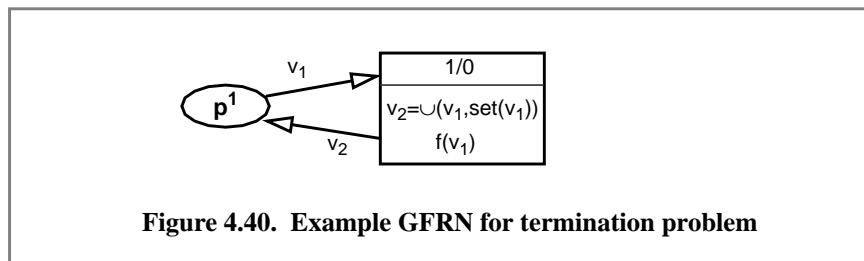 v₁
1/0
p¹
v₂=∪(v₁,set(v₁))
v₂
f(v₁)
Figure 4.40. Example GFRN for termination problem